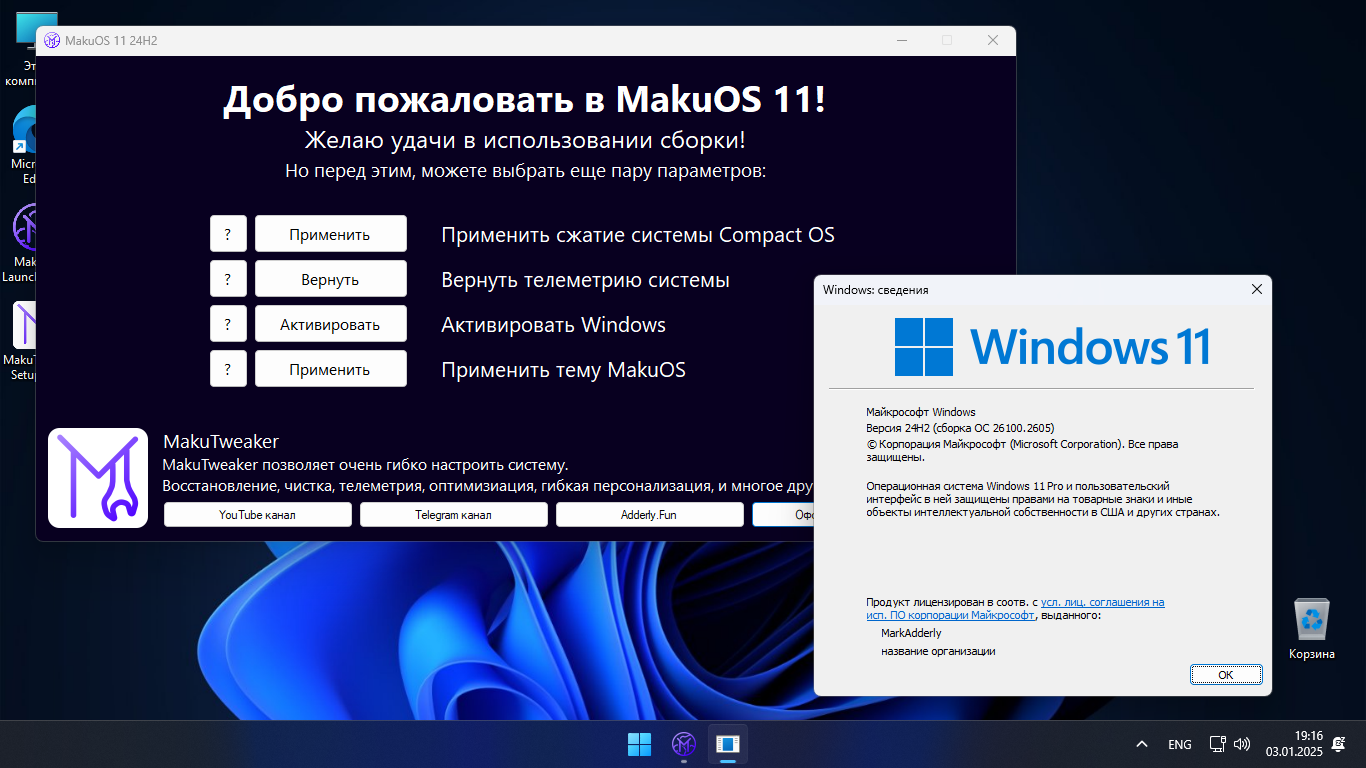 Эт
комп
Micr
Ed
Mak
Launc
MakuT
Setu
MakuOS 11 24H2
Добро пожаловать в MakuOS 11!
Желаю удачи в использовании сборки!
Но перед этим, можете выбрать еще пару параметров:
? Применить Применить сжатие системы Compact OS
? Вернуть Вернуть телеметрию системы
? Активировать Активировать Windows
? Применить Применить тему MakuOS
MakuTweaker
MakuTweaker позволяет очень гибко настроить систему.
Восстановление, чистка, телеметрия, оптимизиация, гибкая персонализация, и многое дру
YouTube канал Telegram канал Adderly.Fun Оф
Windows: сведения
Windows 11
Майкрософт Windows
Версия 24H2 (сборка ОС 26100.2605)
© Корпорация Майкрософт (Microsoft Corporation). Все права
защищены.
Операционная система Windows 11 Pro и пользовательский
интерфейс в ней защищены правами на товарные знаки и иные
объекты интеллектуальной собственности в США и других странах.
Продукт лицензирован в соотв. с усл. лиц. соглашения на
исп. ПО корпорации Майкрософт, выданного:
MarkAdderly
название организации
ОК
Корзина
ENG
19:16
03.01.2025